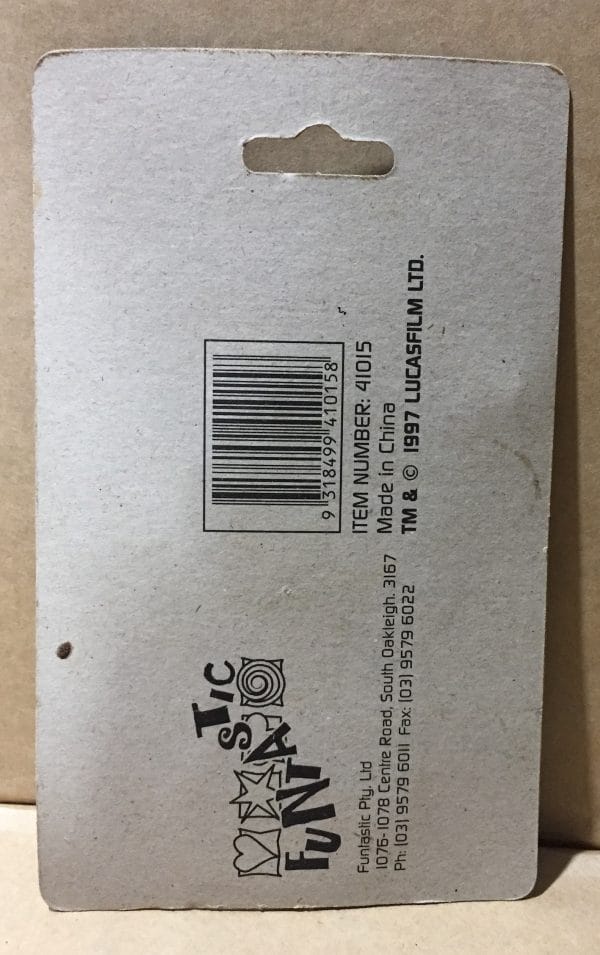 FUNTASTIC
Funtastic Pty. Ltd
1076-1078 Centre Road, South Oakleigh. 3167
Ph: (03) 9579 6011 Fax: (03) 9579 6022
9 318499 410158
ITEM NUMBER: 41015
Made in China
TM & © 1997 LUCASFILM LTD.